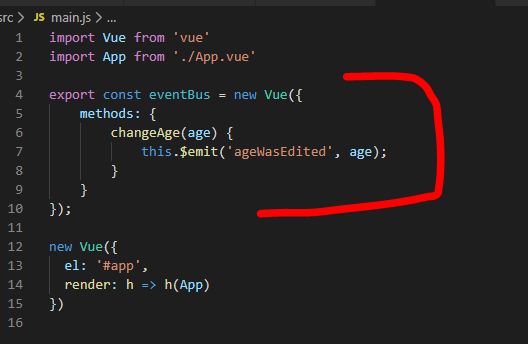 src > JS main.js > ...
1 import Vue from 'vue'
2 import App from './App.vue'
3
4 export const eventBus = new Vue({
5     methods: {
6         changeAge(age) {
7             this.$emit('ageWasEdited', age);
8         }
9     }
10 });
11
12 new Vue({
13   el: '#app',
14   render: h => h(App)
15 })
16